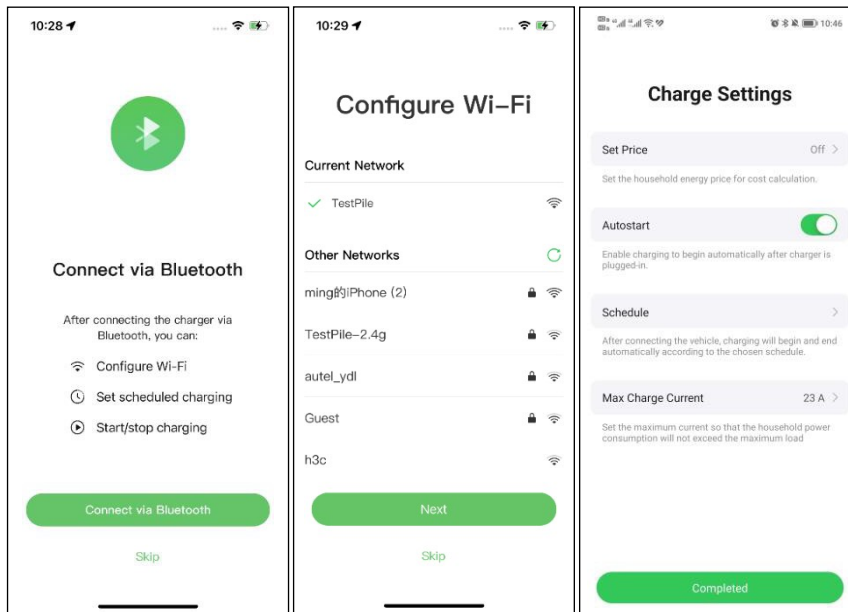 10:28
Connect via Bluetooth
After connecting the charger via
Bluetooth, you can:
Configure Wi-Fi
Set scheduled charging
Start/stop charging
Connect via Bluetooth
Skip
10:29
Configure Wi-Fi
Current Network
TestPile
Other Networks
ming的iPhone (2)
TestPile-2.4g
autel_ydl
Guest
h3c
Next
Skip
10:46
Charge Settings
Set Price Off
Set the household energy price for cost calculation.
Autostart
Enable charging to begin automatically after charger is
plugged-in.
Schedule
After connecting the vehicle, charging will begin and end
automatically according to the chosen schedule.
Max Charge Current 23 A
Set the maximum current so that the household power
consumption will not exceed the maximum load
Completed